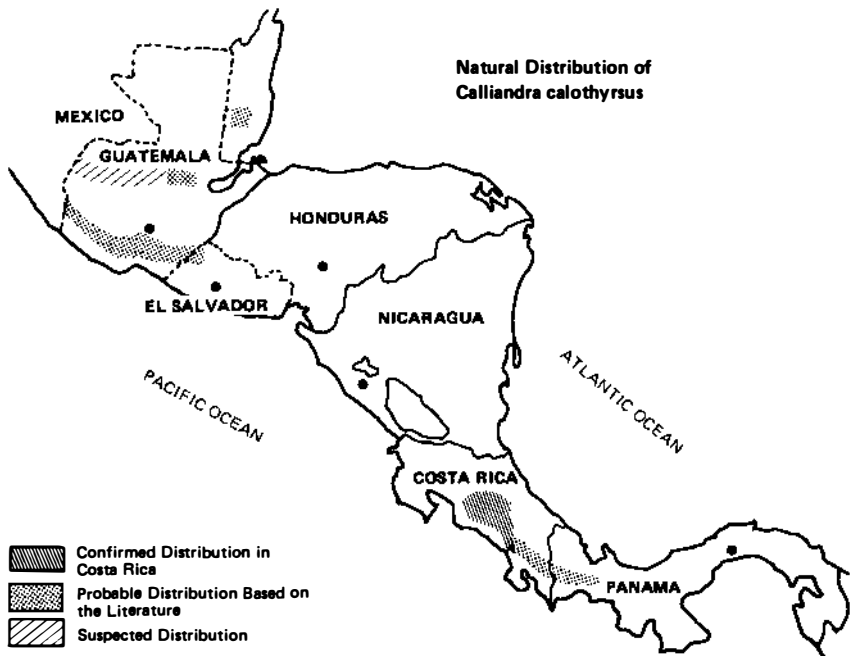 Natural Distribution of
Calliandra calothyrsus
MEXICO
GUATEMALA
HONDURAS
EL SALVADOR
NICARAGUA
PACIFIC OCEAN
ATLANTIC OCEAN
COSTA RICA
PANAMA
Confirmed Distribution in
Costa Rica
Probable Distribution Based on
the Literature
Suspected Distribution